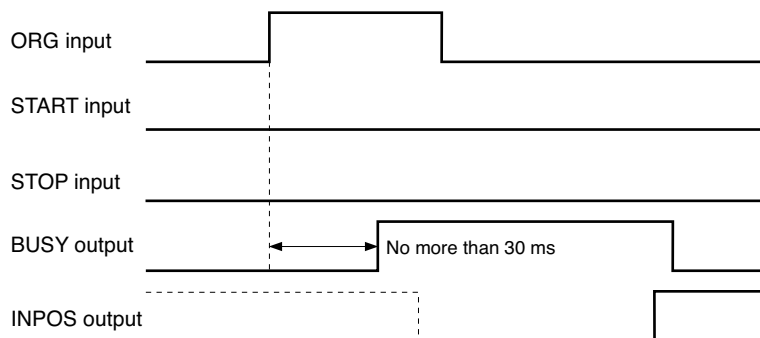 ORG input
START input
STOP input
BUSY output
No more than 30 ms
INPOS output